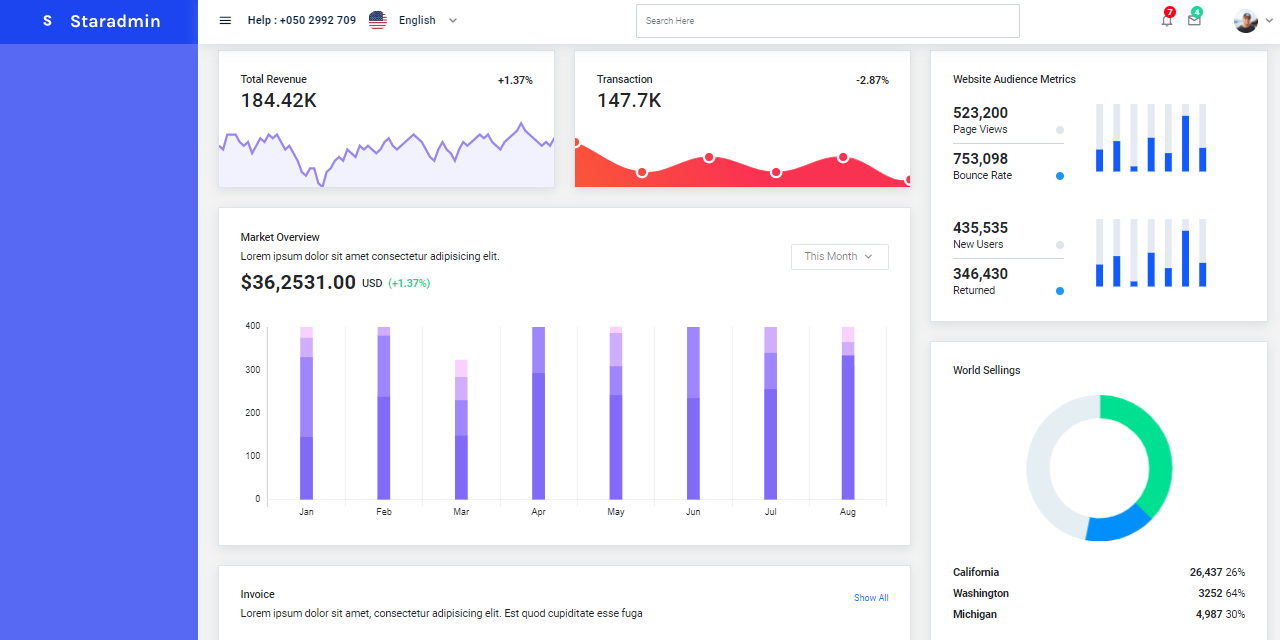 S Staradmin
Help : +050 2992 709 English
Search Here
7
4
Total Revenue +1.37%
184.42K
Transaction -2.87%
147.7K
Website Audience Metrics
523,200
Page Views
753,098
Bounce Rate
435,535
New Users
346,430
Returned
Market Overview
Lorem ipsum dolor sit amet consectetur adipisicing elit.
This Month
$36,2531.00 USD (+1.37%)
400
300
200
100
0
Jan Feb Mar Apr May Jun Jul Aug
World Sellings
California 26,437 26%
Washington 3252 64%
Michigan 4,987 30%
Invoice
Show All
Lorem ipsum dolor sit amet, consectetur adipisicing elit. Est quod cupiditate esse fuga